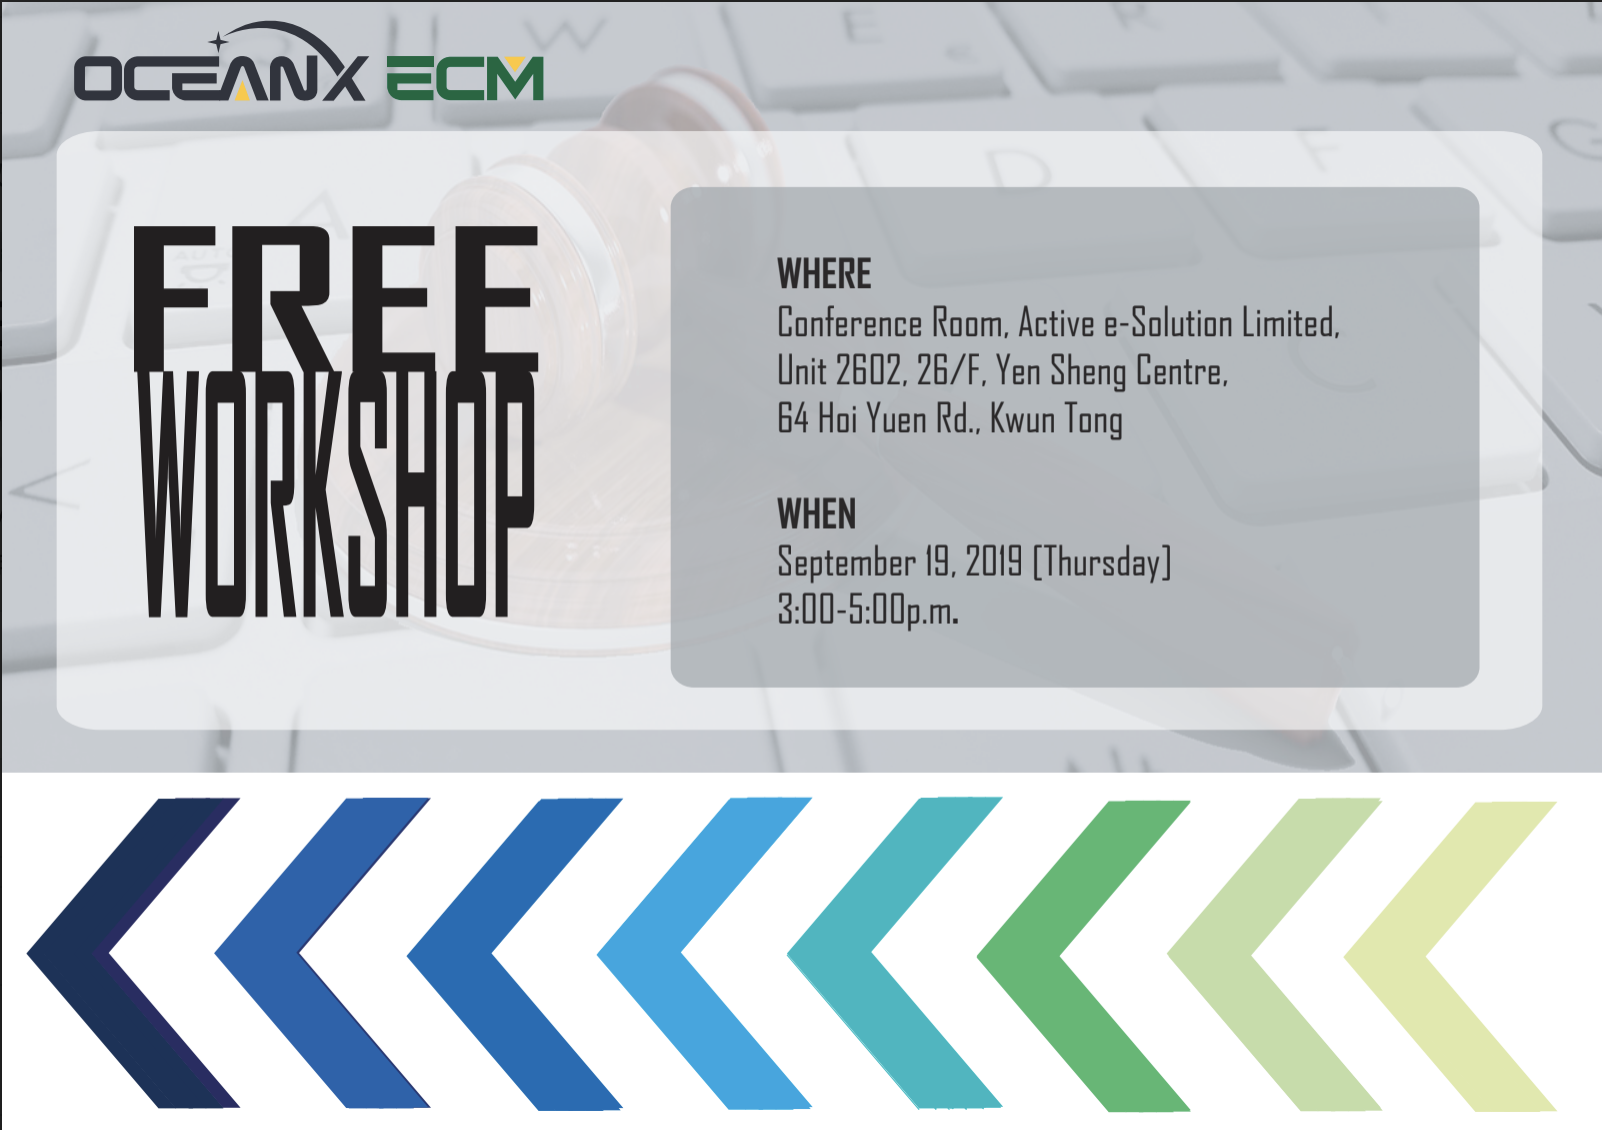 OCEANX ECM
FREE
WORKSHOP
WHERE
Conference Room, Active e-Solution Limited,
Unit 2602, 26/F, Yen Sheng Centre,
64 Hoi Yuen Rd., Kwun Tong
WHEN
September 19, 2019 [Thursday]
3:00-5:00p.m.
W
E
R
A
D
F
G
C
<